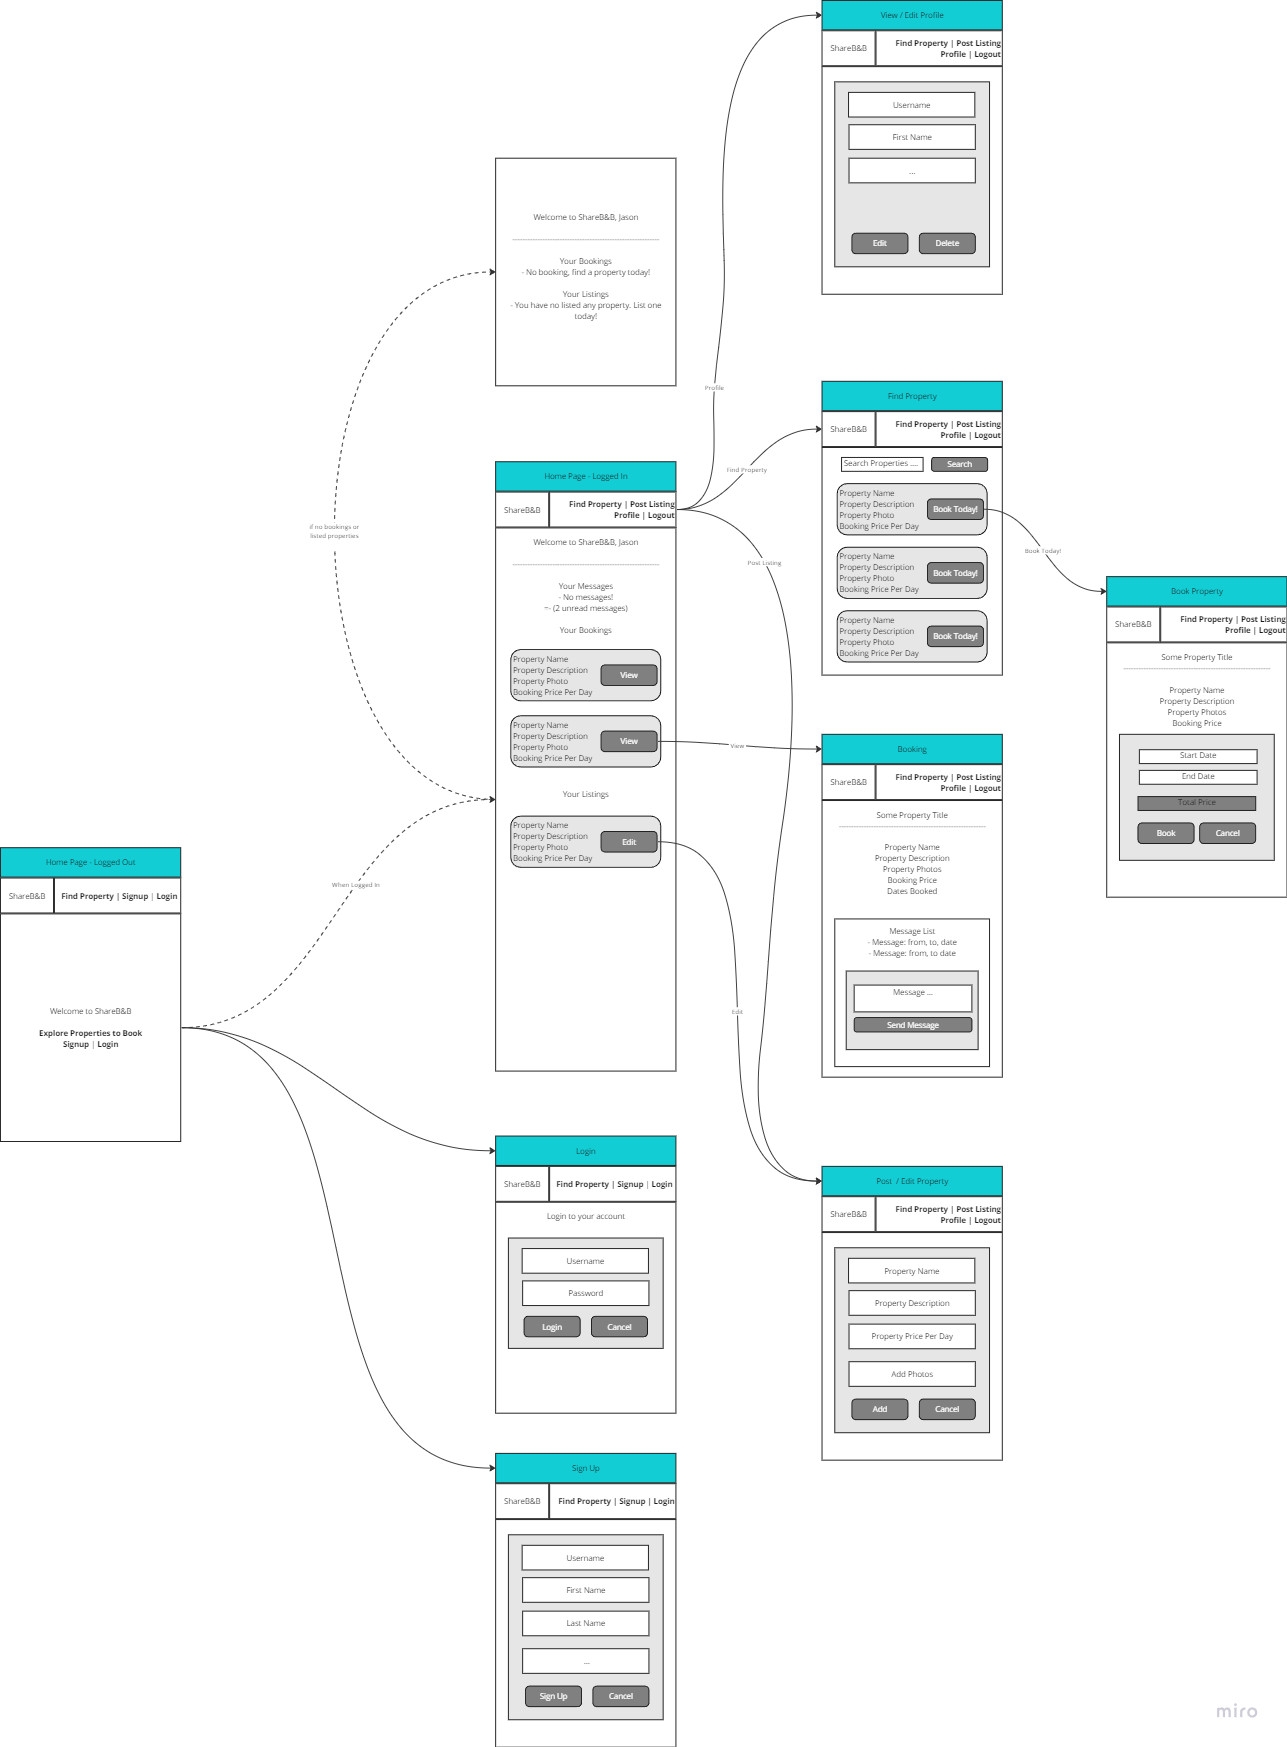 View / Edit Profile
ShareB&B
Find Property | Post Listing
Profile | Logout
Username
First Name
...
Edit
Delete
Welcome to ShareB&B, Jason
Your Bookings
- No booking, find a property today!
Your Listings
- You have no listed any property. List one
today!
Profile
Find Property
Post Listing
if no bookings or
listed properties
Find Property
ShareB&B
Find Property | Post Listing
Profile | Logout
Search Properties ....
Search
Property Name
Property Description
Property Photo
Booking Price Per Day
Book Today!
Property Name
Property Description
Property Photo
Booking Price Per Day
Book Today!
Property Name
Property Description
Property Photo
Booking Price Per Day
Book Today!
Book Today!
Home Page - Logged In
ShareB&B
Find Property | Post Listing
Profile | Logout
Welcome to ShareB&B, Jason
Your Messages
- No messages!
=- (2 unread messages)
Your Bookings
Property Name
Property Description
Property Photo
Booking Price Per Day
View
Property Name
Property Description
Property Photo
Booking Price Per Day
View
Your Listings
Property Name
Property Description
Property Photo
Booking Price Per Day
Edit
View
Edit
Book Property
ShareB&B
Find Property | Post Listing
Profile | Logout
Some Property Title
Property Name
Property Description
Property Photos
Booking Price
Start Date
End Date
Total Price
Book
Cancel
Booking
ShareB&B
Find Property | Post Listing
Profile | Logout
Some Property Title
Property Name
Property Description
Property Photos
Booking Price
Dates Booked
Message List
- Message: from, to, date
- Message: from, to date
Message ...
Send Message
Home Page - Logged Out
ShareB&B
Find Property | Signup | Login
Welcome to ShareB&B
Explore Properties to Book
Signup | Login
When Logged In
Login
ShareB&B
Find Property | Signup | Login
Login to your account
Username
Password
Login
Cancel
Post / Edit Property
ShareB&B
Find Property | Post Listing
Profile | Logout
Property Name
Property Description
Property Price Per Day
Add Photos
Add
Cancel
Sign Up
ShareB&B
Find Property | Signup | Login
Username
First Name
Last Name
...
Sign Up
Cancel
miro